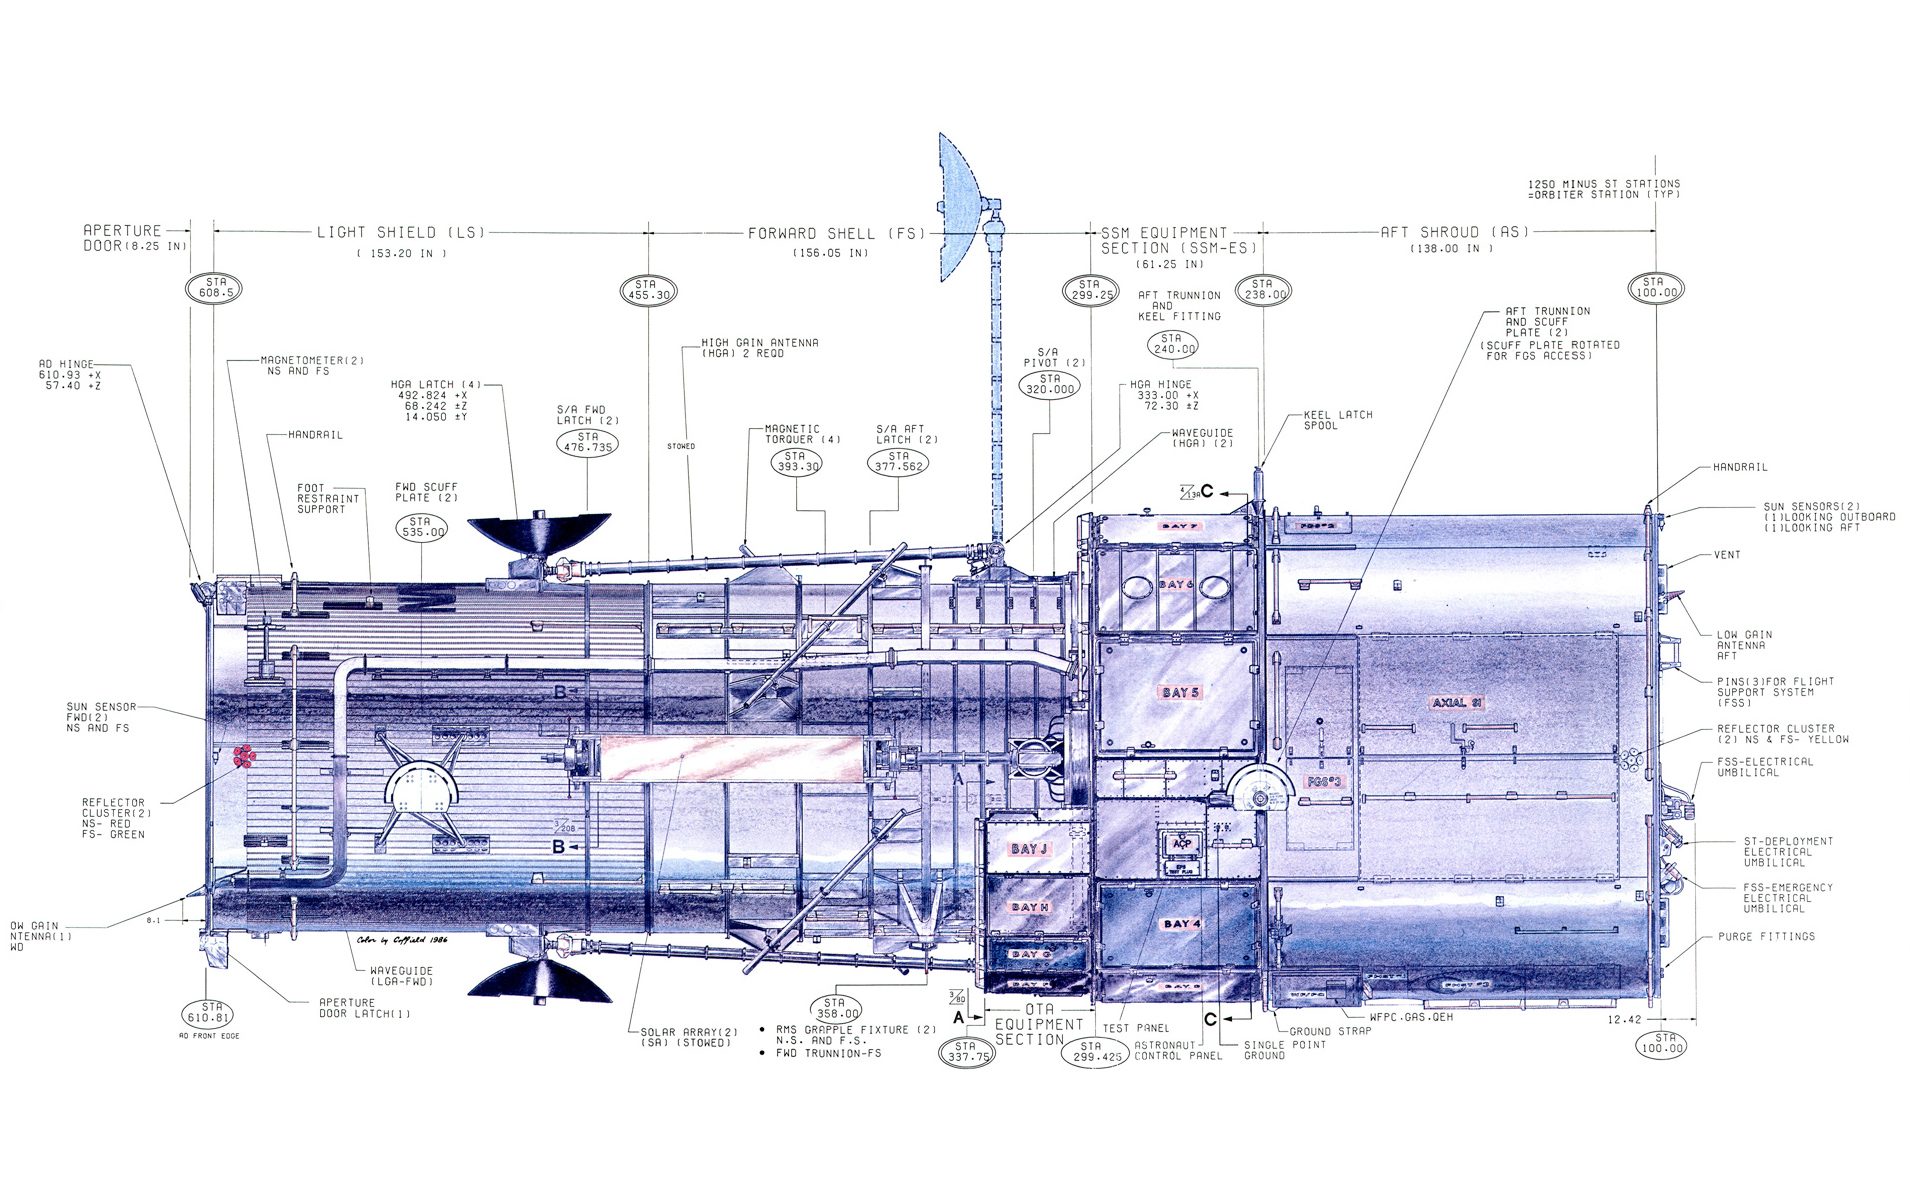 1250 MINUS ST STATIONS
=ORBITER STATION (TYP)
APERTURE
DOOR(8.25 IN)
LIGHT SHIELD (LS)
( 153.20 IN )
FORWARD SHELL (FS)
(156.05 IN)
SSM EQUIPMENT
SECTION (SSM-ES)
(61.25 IN)
AFT SHROUD (AS)
(138.00 IN )
STA
608.5
STA
455.30
STA
299.25
STA
238.00
STA
100.00
AFT TRUNNION
AND
KEEL FITTING
STA
240.00
AFT TRUNNION
AND SCUFF
PLATE (2)
(SCUFF PLATE ROTATED
FOR FGS ACCESS)
AD HINGE
610.93 +X
57.40 +Z
MAGNETOMETER(2)
NS AND FS
HGA LATCH (4)
492.824 +X
68.242 ±Z
14.050 ±Y
HIGH GAIN ANTENNA
(HGA) 2 REQD
S/A
PIVOT (2)
STA
320.000
HGA HINGE
333.00 +X
72.30 ±Z
HANDRAIL
S/A FWD
LATCH (2)
STA
476.735
STOWED
MAGNETIC
TORQUER (4)
STA
393.30
S/A AFT
LATCH (2)
STA
377.562
WAVEGUIDE
(HGA) (2)
KEEL LATCH
SPOOL
FOOT
RESTRAINT
SUPPORT
FWD SCUFF
PLATE (2)
STA
535.00
HANDRAIL
SUN SENSORS(2)
(1)LOOKING OUTBOARD
(1)LOOKING AFT
VENT
LOW GAIN
ANTENNA
AFT
PINS(3)FOR FLIGHT
SUPPORT SYSTEM
(FSS)
REFLECTOR CLUSTER
(2) NS & FS- YELLOW
FSS-ELECTRICAL
UMBILICAL
ST-DEPLOYMENT
ELECTRICAL
UMBILICAL
FSS-EMERGENCY
ELECTRICAL
UMBILICAL
PURGE FITTINGS
4/13A
C
BAY 7
FGS#2
BAY 6
BAY 5
AXIAL SI
FGS#3
B
A
3/20B
B
BAY J
ACP
BAY H
BAY 4
BAY G
SUN SENSOR
FWD(2)
NS AND FS
REFLECTOR
CLUSTER(2)
NS- RED
FS- GREEN
OW GAIN
NTENNA(1)
WD
8.1
Color by Coffield 1986
WAVEGUIDE
(LGA-FWD)
APERTURE
DOOR LATCH(1)
STA
610.81
AD FRONT EDGE
SOLAR ARRAY(2)
(SA) (STOWED)
STA
358.00
• RMS GRAPPLE FIXTURE (2)
N.S. AND F.S.
• FWD TRUNNION-FS
3/8D
A
STA
337.75
OTA
EQUIPMENT
SECTION
STA
299.425
TEST PANEL
ASTRONAUT
CONTROL PANEL
C
SINGLE POINT
GROUND
GROUND STRAP
WFPC.GAS.QEH
12.42
STA
100.00